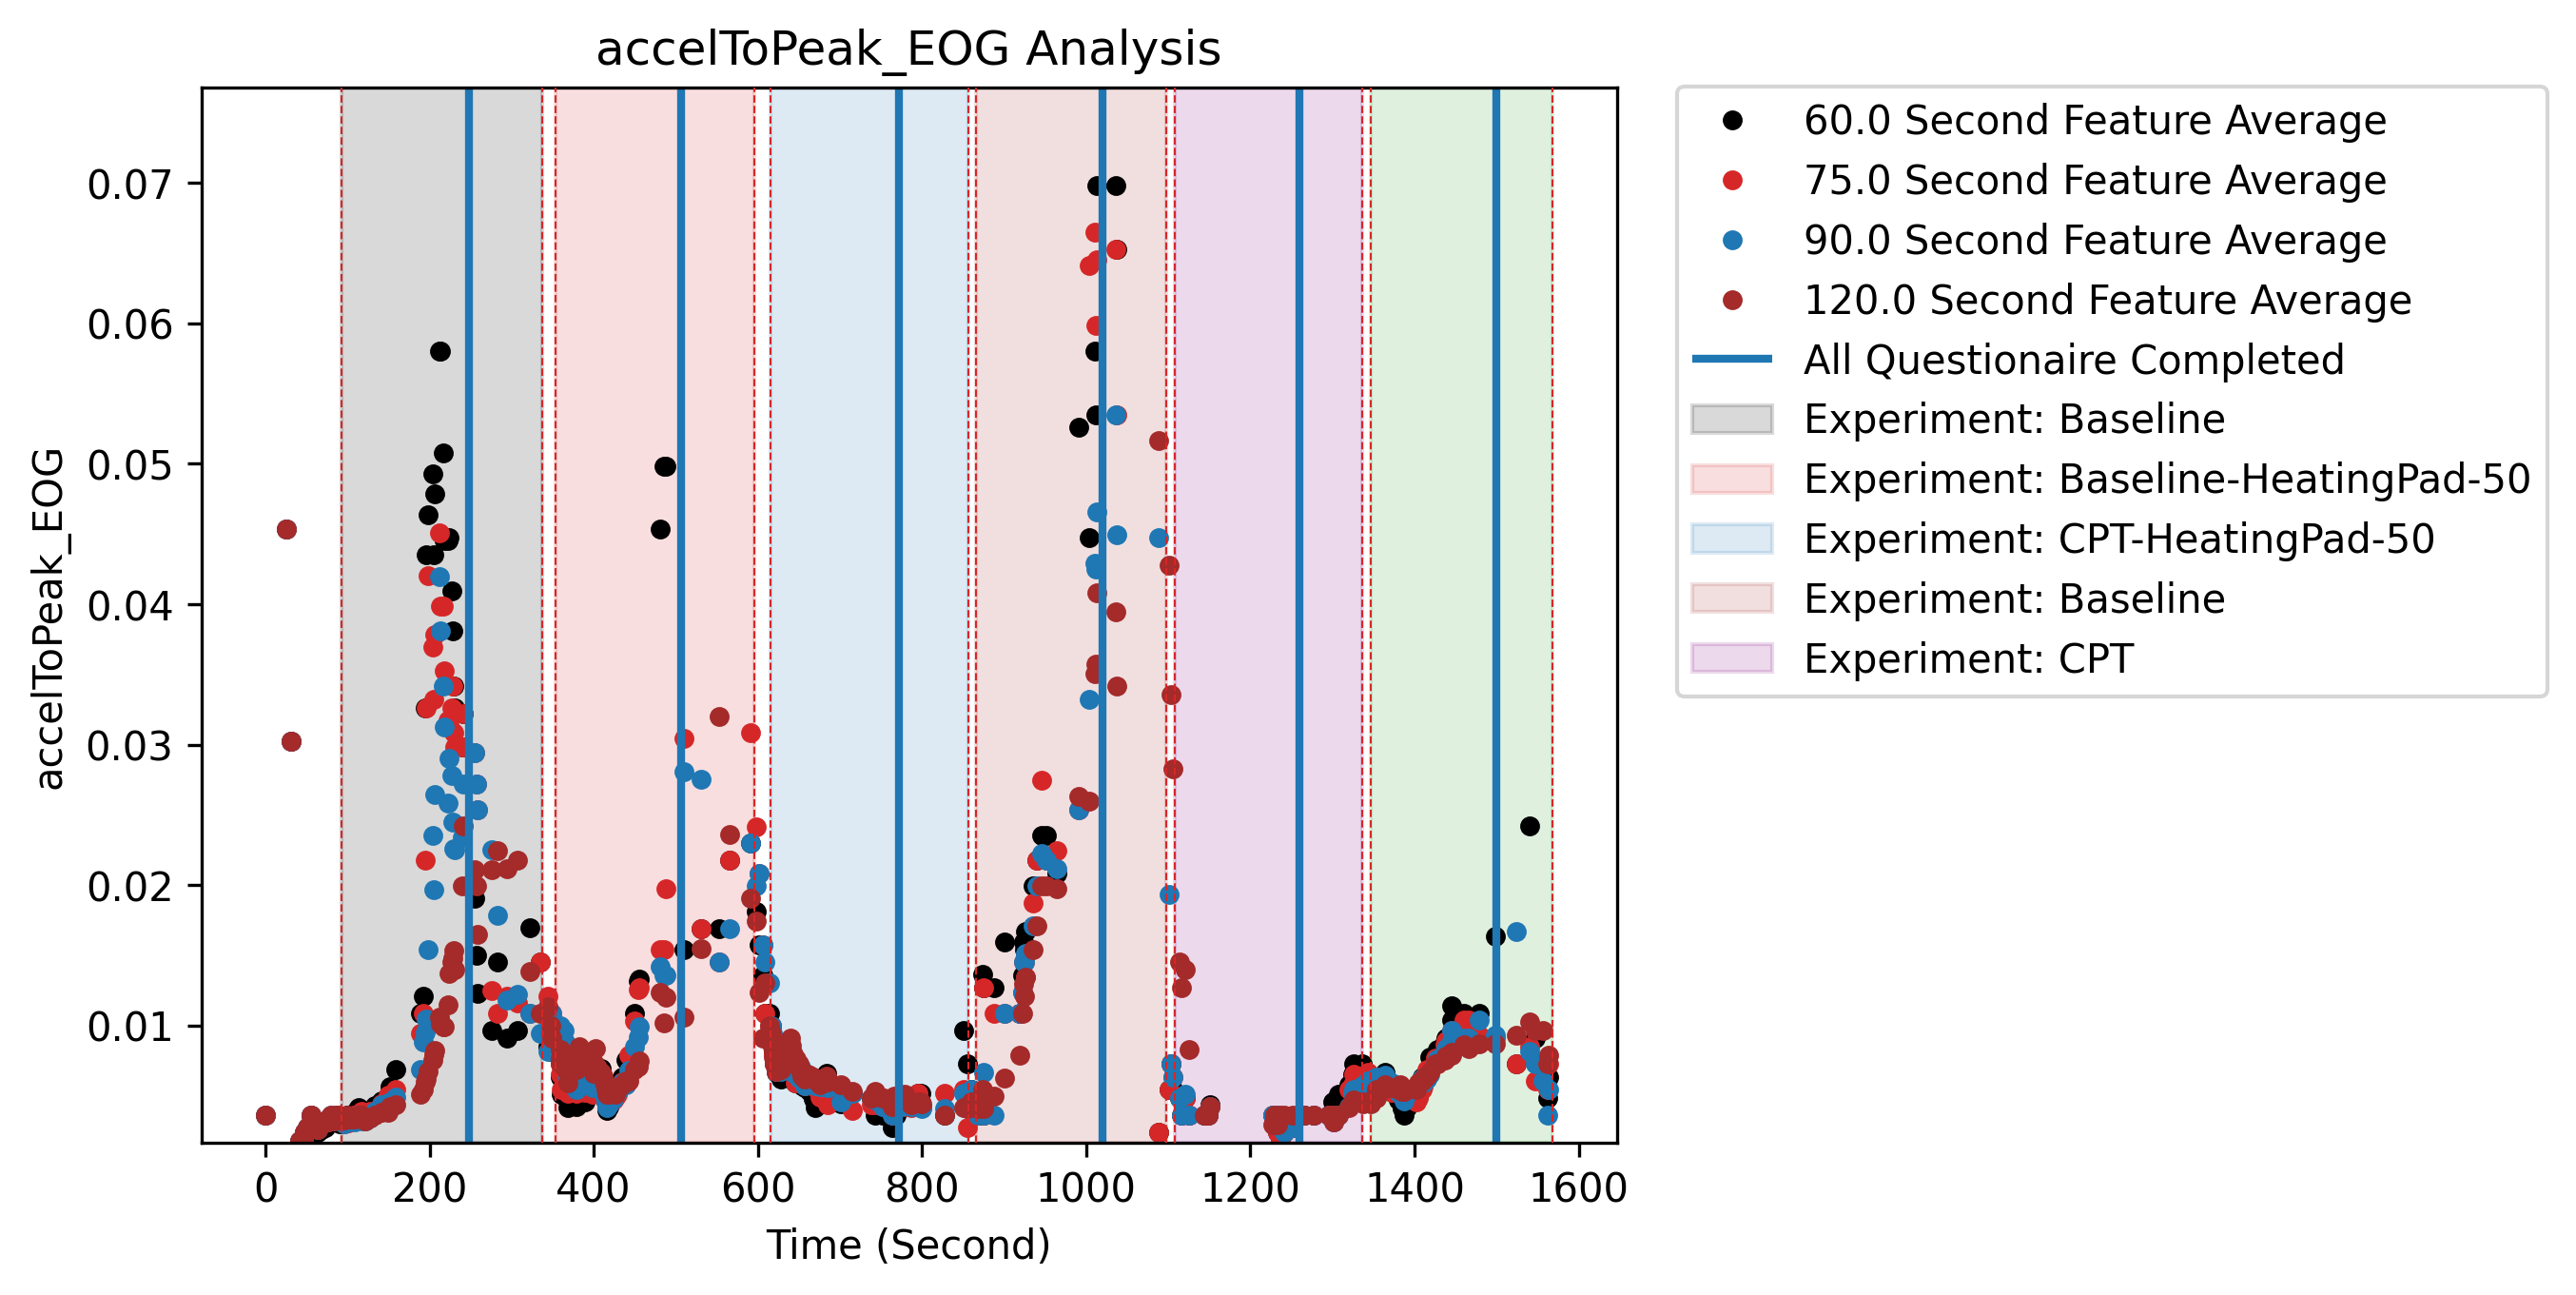 accelToPeak_EOG Analysis
accelToPeak_EOG
0.07
0.06
0.05
0.04
0.03
0.02
0.01
0 200 400 600 800 1000 1200 1400 1600
Time (Second)
60.0 Second Feature Average
75.0 Second Feature Average
90.0 Second Feature Average
120.0 Second Feature Average
All Questionaire Completed
Experiment: Baseline
Experiment: Baseline-HeatingPad-50
Experiment: CPT-HeatingPad-50
Experiment: Baseline
Experiment: CPT